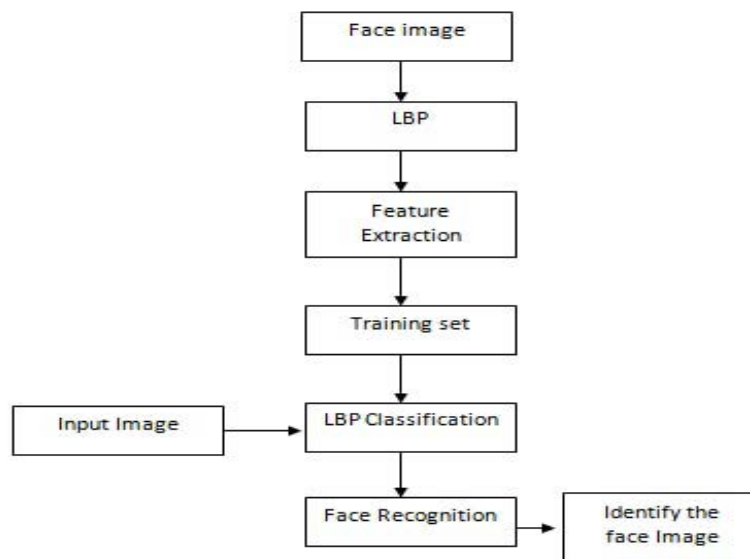 Face image
LBP
Feature
Extraction
Training set
Input Image
LBP Classification
Face Recognition
Identify the
face Image